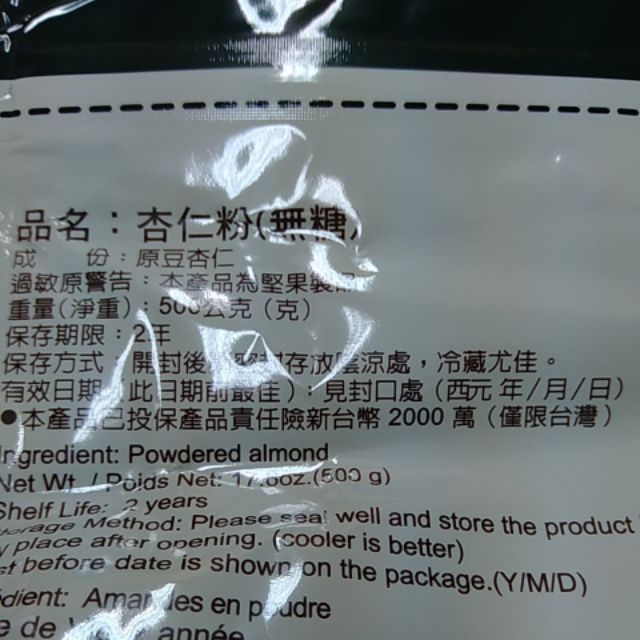 品名：杏仁粉(無糖)
成 份：原豆杏仁
過敏原警告：本產品為堅果製
重量(淨重)：500公克(克)
保存期限：2年
保存方式：開封後 存放陰涼處，冷藏尤佳。
有效日期(此日期前最佳)：見封口處(西元 年/月/日)
●本產品已投保產品責任險新台幣 2000 萬(僅限台灣)
Ingredient: Powdered almond
Net Wt. / Poids Net: 17.6oz.(500 g)
Shelf Life: 2 years
Storage Method: Please seal well and store the product
place after opening. (cooler is better)
before date is shown on the package.(Y/M/D)
dient: Amandes en poudre
de année